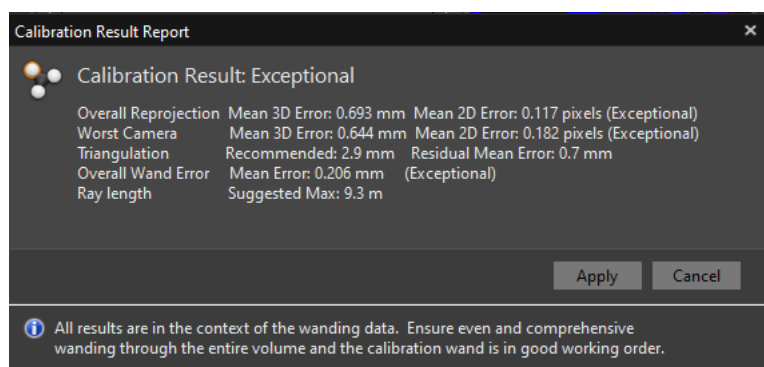 Calibration Result Report
Calibration Result: Exceptional
Overall Reprojection Mean 3D Error: 0.693 mm Mean 2D Error: 0.117 pixels (Exceptional)
Worst Camera Mean 3D Error: 0.644 mm Mean 2D Error: 0.182 pixels (Exceptional)
Triangulation Recommended: 2.9 mm Residual Mean Error: 0.7 mm
Overall Wand Error Mean Error: 0.206 mm (Exceptional)
Ray length Suggested Max: 9.3 m
Apply Cancel
All results are in the context of the wanding data. Ensure even and comprehensive
wanding through the entire volume and the calibration wand is in good working order.